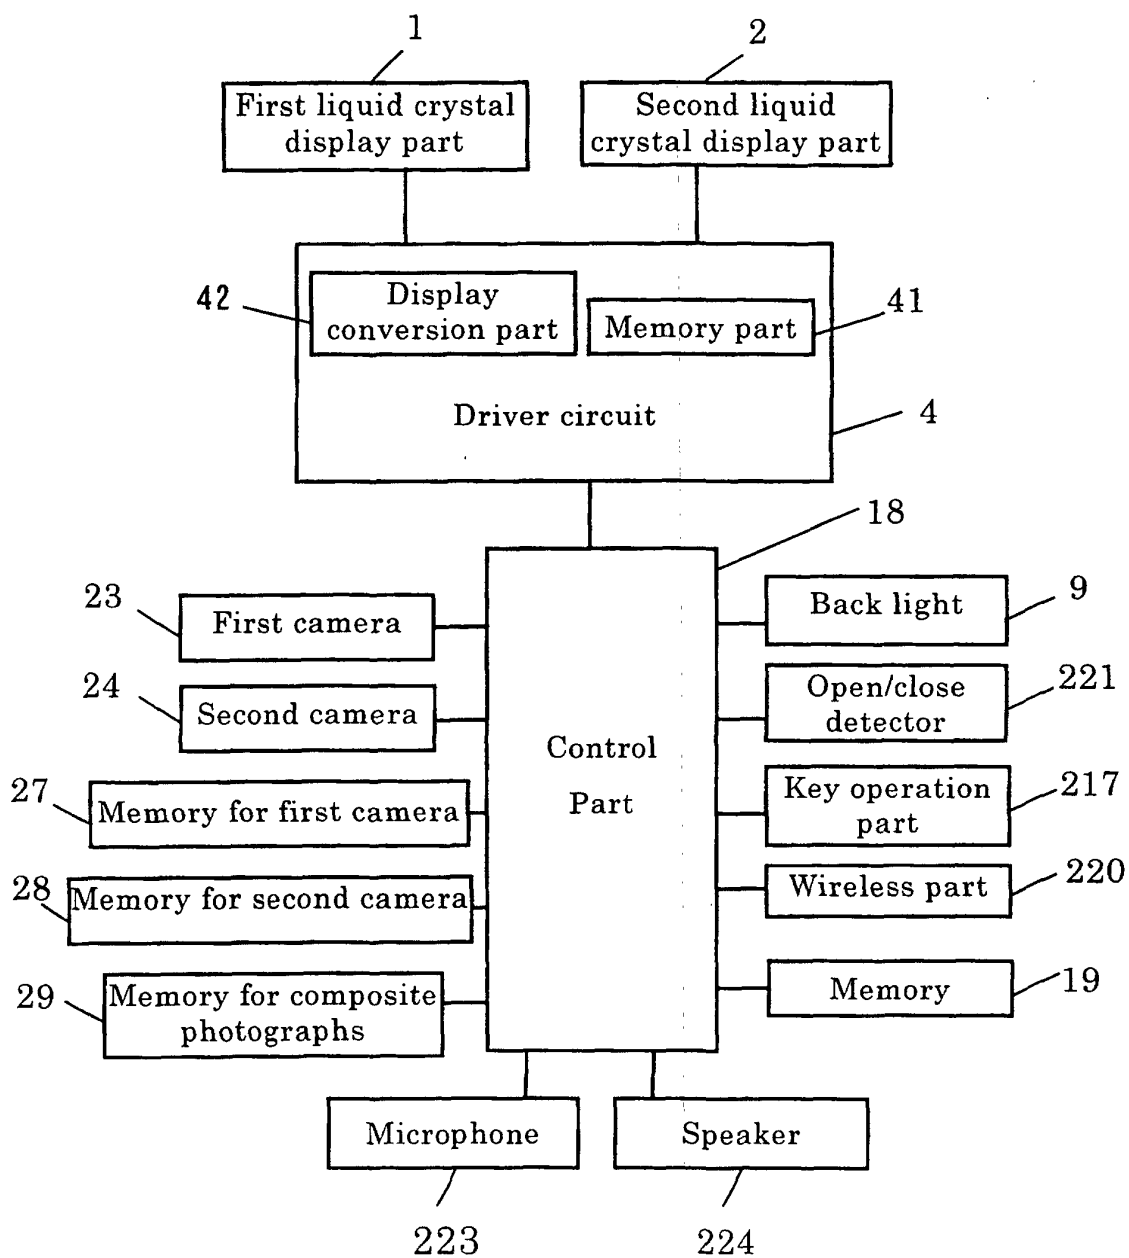 1
2
First liquid crystal
display part
Second liquid
crystal display part
42
Display
conversion part
Memory part
41
Driver circuit
4
18
23
First camera
Back light
9
24
Second camera
Open/close
detector
221
Control
Part
27
Memory for first camera
Key operation
part
217
28
Memory for second camera
Wireless part
220
29
Memory for composite
photographs
Memory
19
Microphone
Speaker
223
224